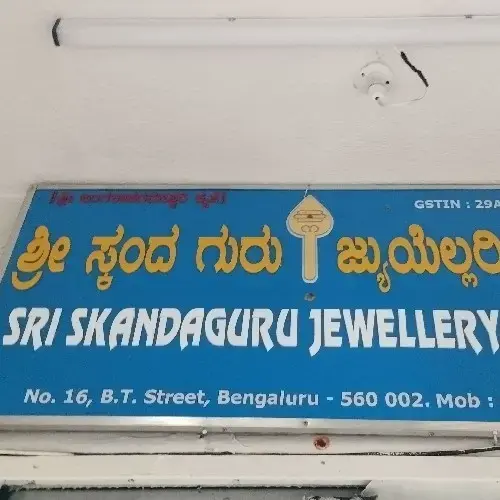 GSTIN : 29A
ಶ್ರೀ ಸ್ಕಂದ ಗುರು ಜ್ಯುಯೆಲ್ಲರಿ
SRI SKANDAGURU JEWELLERY
No. 16, B.T. Street, Bengaluru - 560 002. Mob :